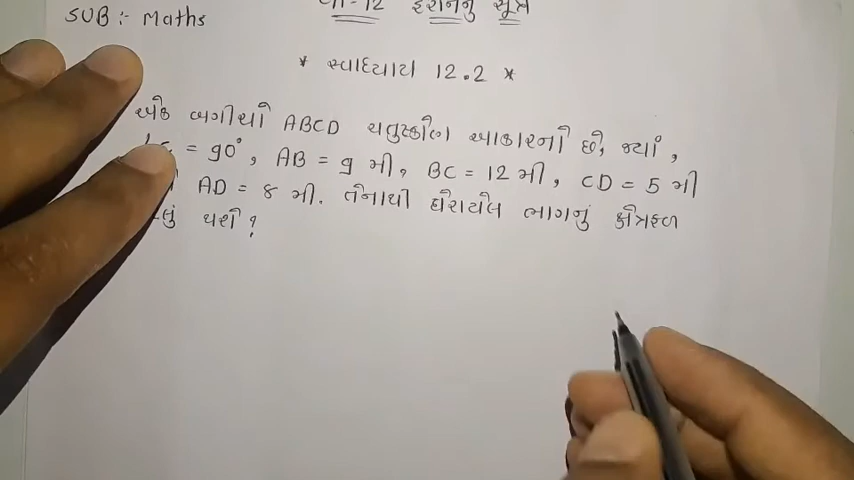 SUB :- Maths
12 હેરોનનું સૂત્ર
* સ્વાધ્યાય 12.2 *
એક બગીચો ABCD ચતુષ્કોણ આકારનો છે, જ્યાં,
= 90°, AB = 9 મી, BC = 12 મી, CD = 5 મી
AD = 8 મી. તેનાથી ઘેરાયેલ ભાગનું ક્ષેત્રફળ
થશે ?